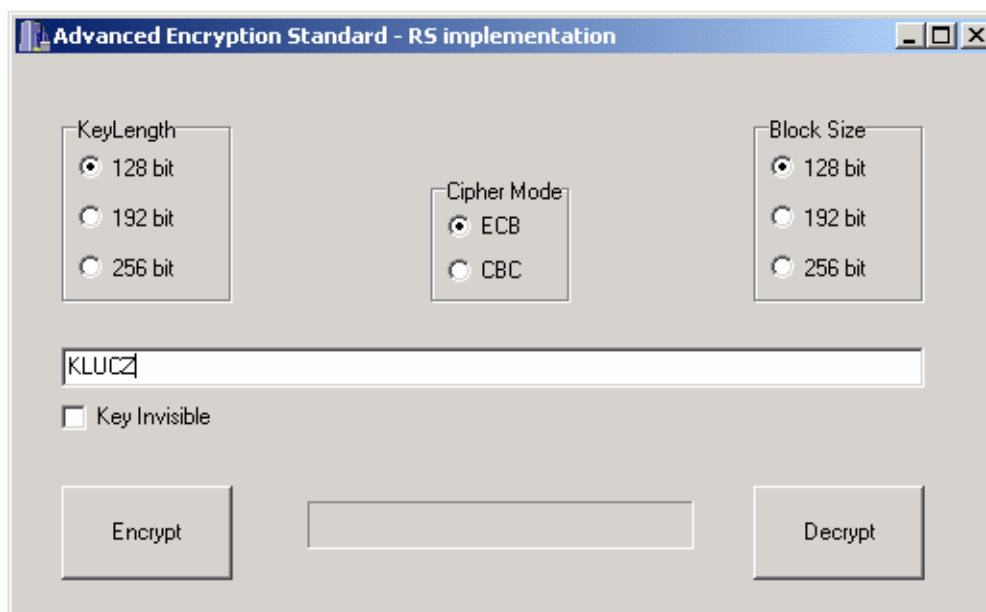 Advanced Encryption Standard - RS implementation
KeyLength
128 bit
192 bit
256 bit
Cipher Mode
ECB
CBC
Block Size
128 bit
192 bit
256 bit
KLUCZ
Key Invisible
Encrypt
Decrypt